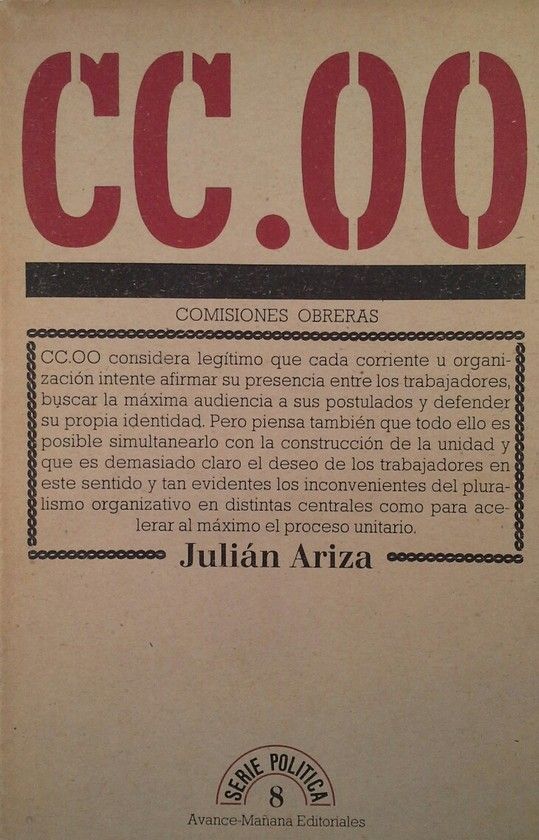 CC.OO
COMISIONES OBRERAS
CC.OO considera legítimo que cada corriente u organi-
zación intente afirmar su presencia entre los trabajadores,
buscar la máxima audiencia a sus postulados y defender
su propia identidad. Pero piensa también que todo ello es
posible simultanearlo con la construcción de la unidad y
que es demasiado claro el deseo de los trabajadores en
este sentido y tan evidentes los inconvenientes del plura-
lismo organizativo en distintas centrales como para ace-
lerar al máximo el proceso unitario.
Julián Ariza
SERIE POLITICA
8
Avance-Mañana Editoriales